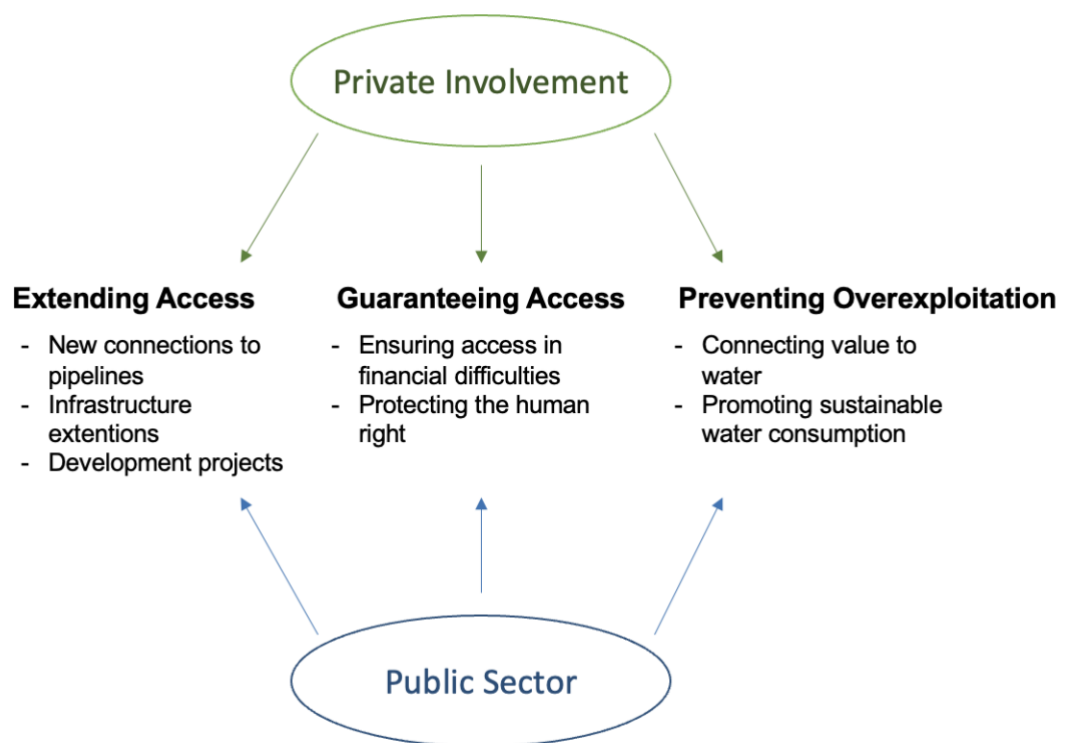 Private Involvement
Extending Access
- New connections to
pipelines
- Infrastructure
extentions
- Development projects
Guaranteeing Access
- Ensuring access in
financial difficulties
- Protecting the human
right
Preventing Overexploitation
- Connecting value to
water
- Promoting sustainable
water consumption
Public Sector